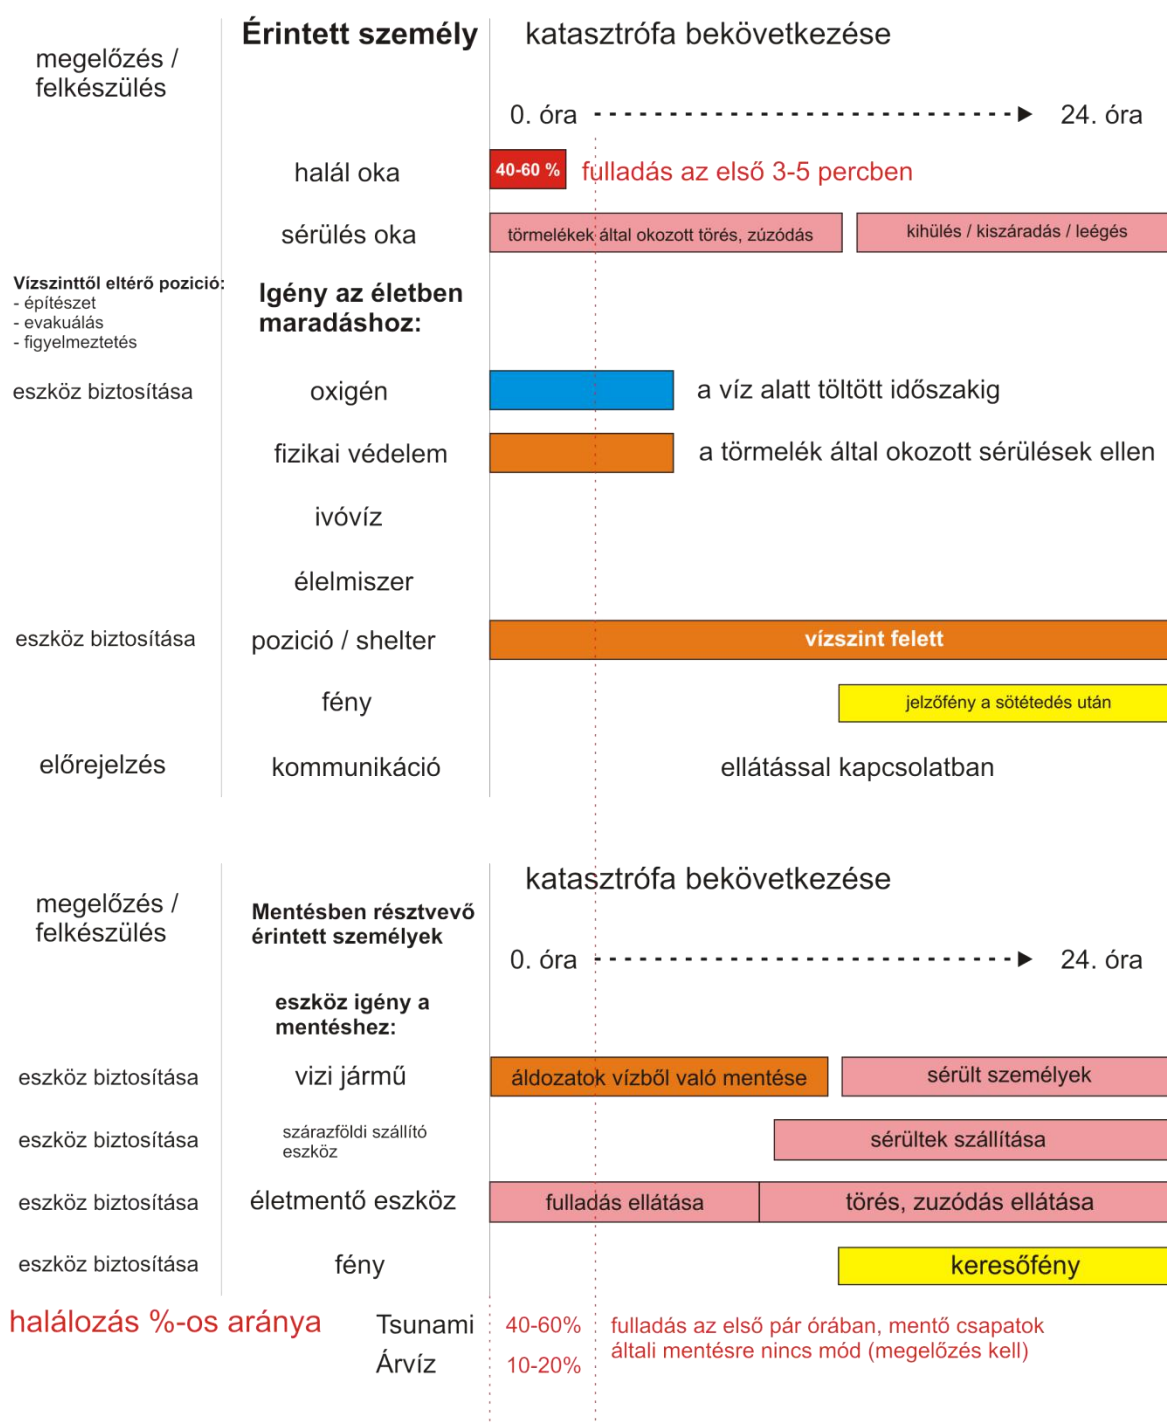 megelőzés /
felkészülés
Érintett személy
katasztrófa bekövetkezése
0. óra
24. óra
halál oka
40-60 %
fulladás az első 3-5 percben
sérülés oka
törmelékek által okozott törés, zúzódás
kihülés / kiszáradás / leégés
Vízszinttől eltérő pozició:
- építészet
- evakuálás
- figyelmeztetés
Igény az életben
maradáshoz:
eszköz biztosítása
oxigén
a víz alatt töltött időszakig
fizikai védelem
a törmelék által okozott sérülések ellen
ivóvíz
élelmiszer
eszköz biztosítása
pozició / shelter
vízszint felett
fény
jelzőfény a sötétedés után
előrejelzés
kommunikáció
ellátással kapcsolatban
megelőzés /
felkészülés
Mentésben résztvevő
érintett személyek
katasztrófa bekövetkezése
0. óra
24. óra
eszköz igény a
mentéshez:
eszköz biztosítása
vizi jármű
áldozatok vízből való mentése
sérült személyek
eszköz biztosítása
szárazföldi szállító
eszköz
sérültek szállítása
eszköz biztosítása
életmentő eszköz
fulladás ellátása
törés, zuzódás ellátása
eszköz biztosítása
fény
keresőfény
halálozás %-os aránya
Tsunami
40-60%
fulladás az első pár órában, mentő csapatok
általi mentésre nincs mód (megelőzés kell)
Árvíz
10-20%